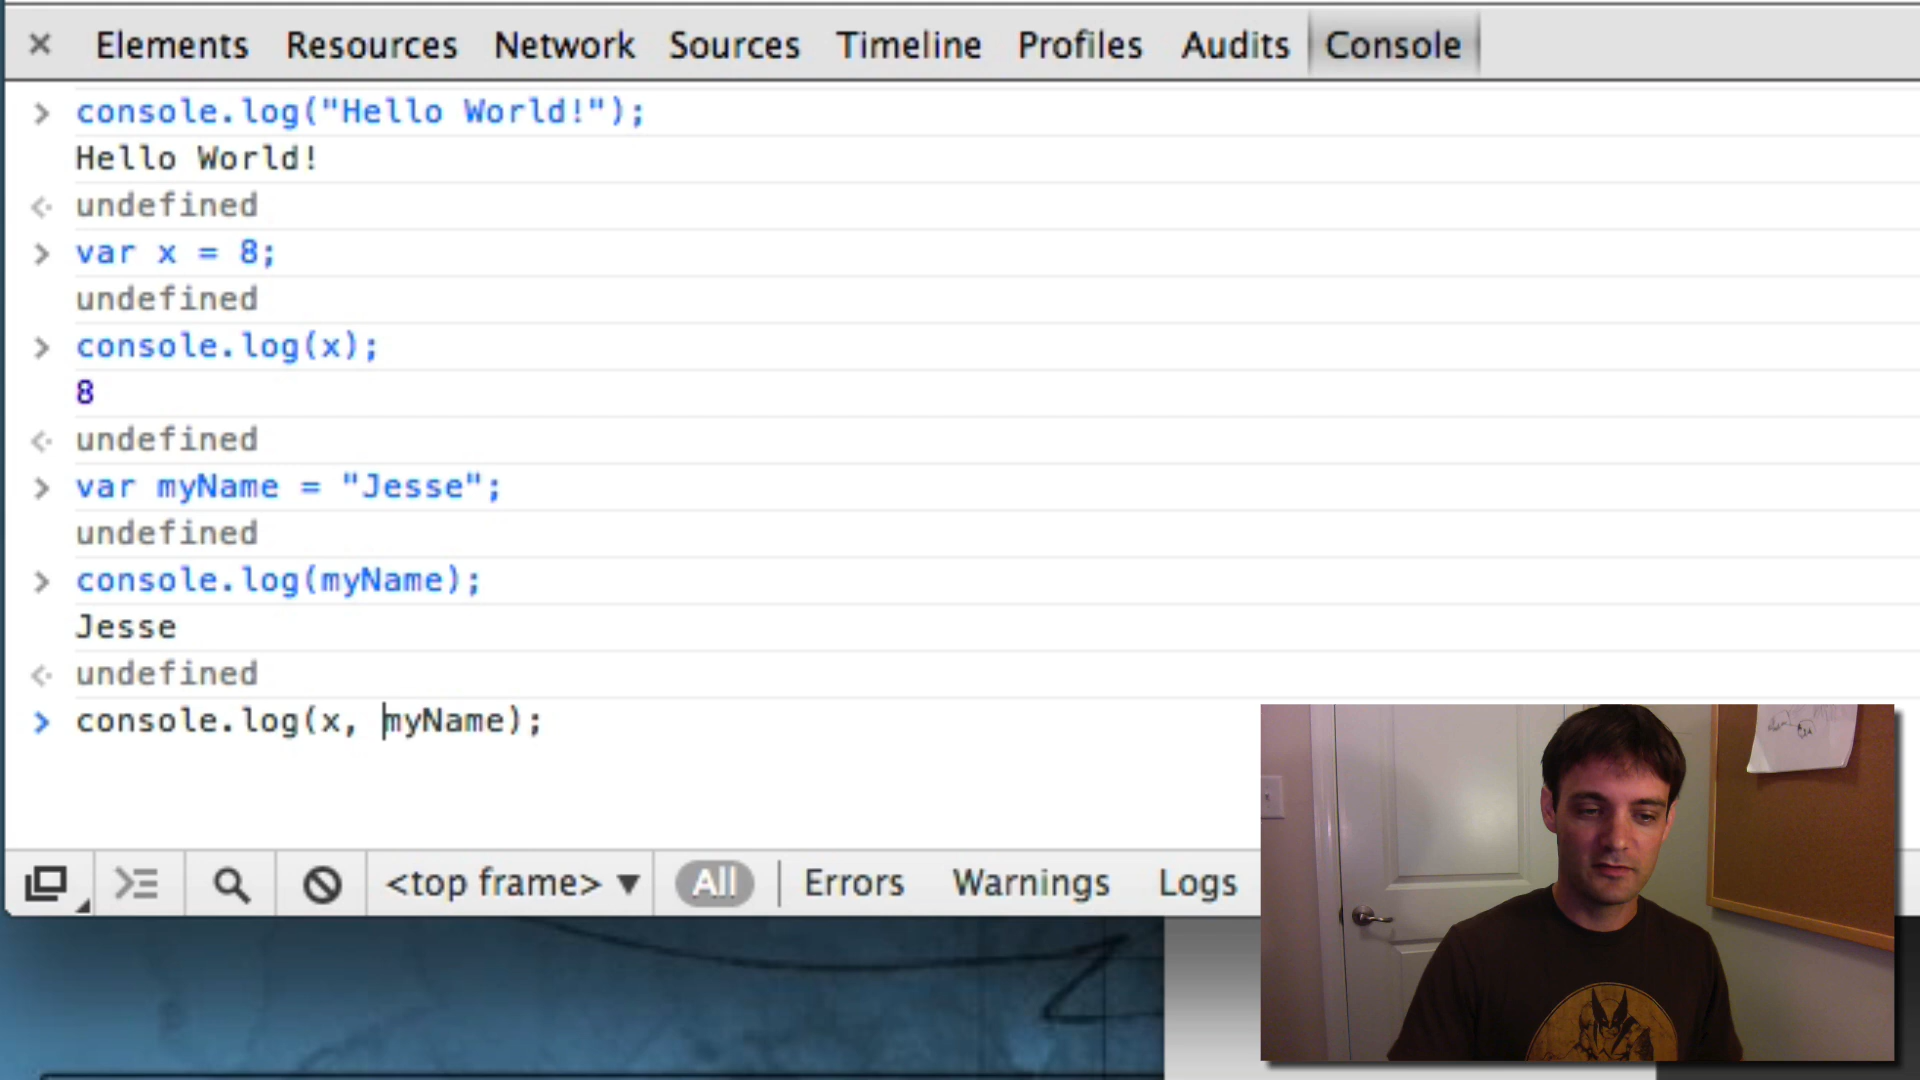 × Elements Resources Network Sources Timeline Profiles Audits Console
> console.log("Hello World!");
Hello World!
undefined
> var x = 8;
undefined
> console.log(x);
8
undefined
> var myName = "Jesse";
undefined
> console.log(myName);
Jesse
undefined
> console.log(x, myName);
<top frame> ▼ All Errors Warnings Logs